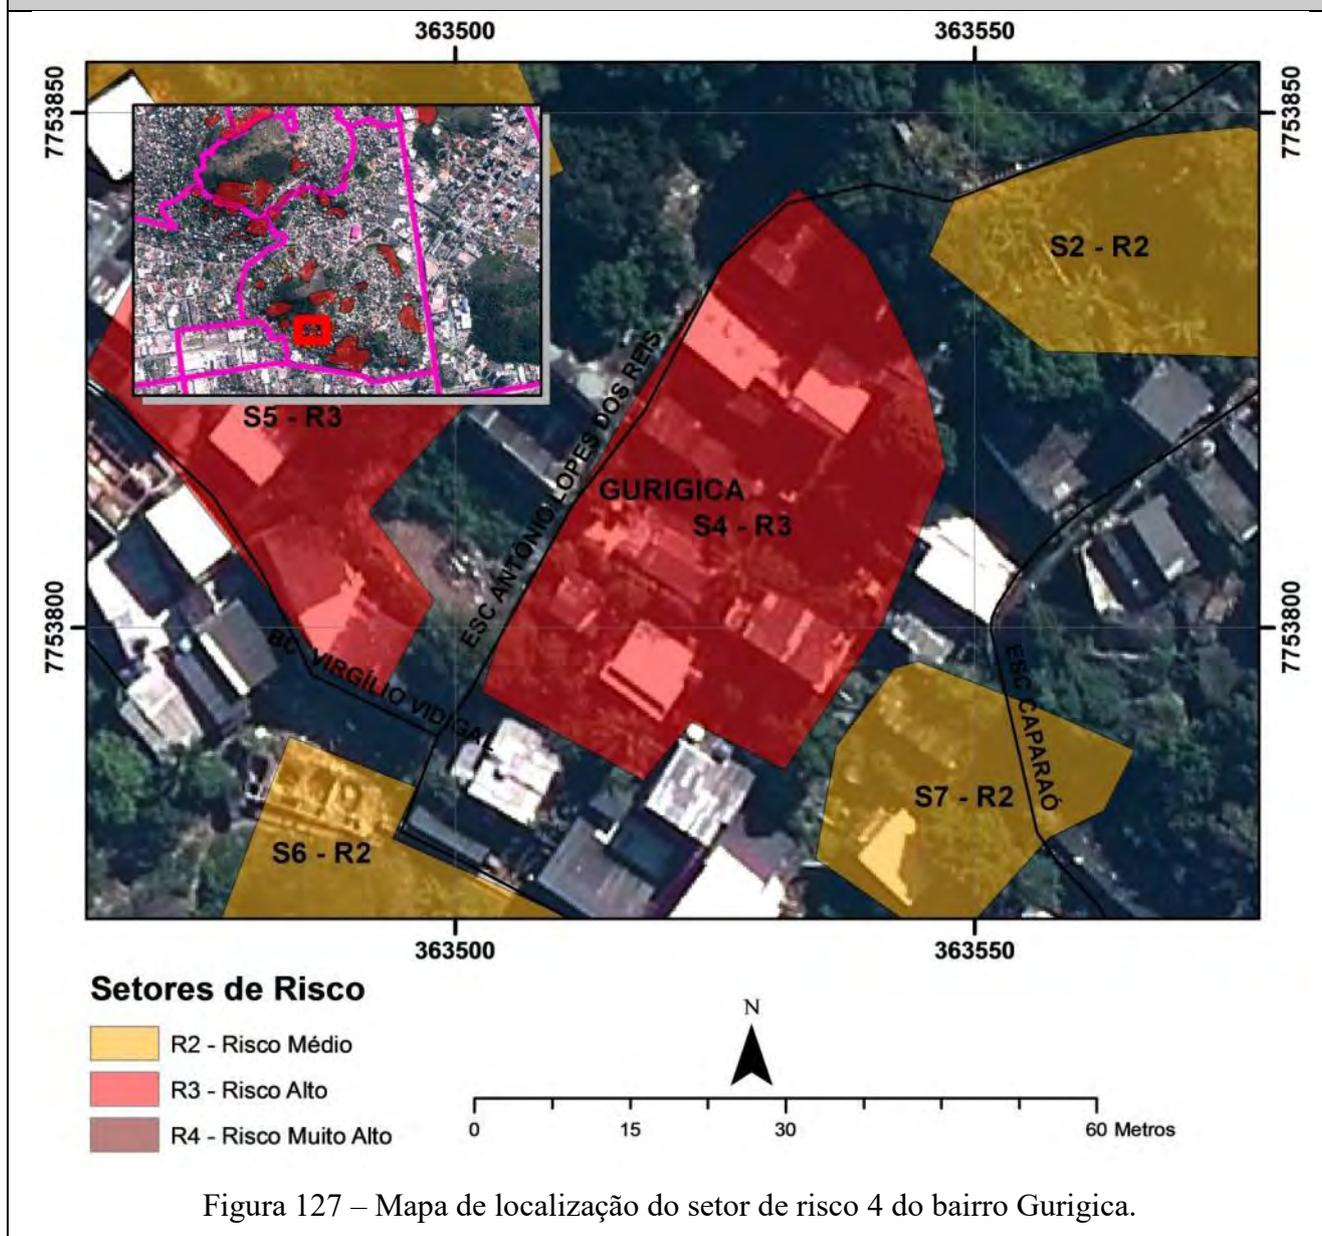 363500
363550
7753850
7753850
S2 - R2
S5 - R3
ESC ANTONIO LOPES DOS REIS
GURIGICA
S4 - R3
7753800
7753800
BC VIRGÍLIO VIDIGAL
ESC CAPARAÓ
S7 - R2
S6 - R2
363500
363550
Setores de Risco
R2 - Risco Médio
R3 - Risco Alto
R4 - Risco Muito Alto
N
0
15
30
60 Metros
Figura 127 – Mapa de localização do setor de risco 4 do bairro Gurigica.